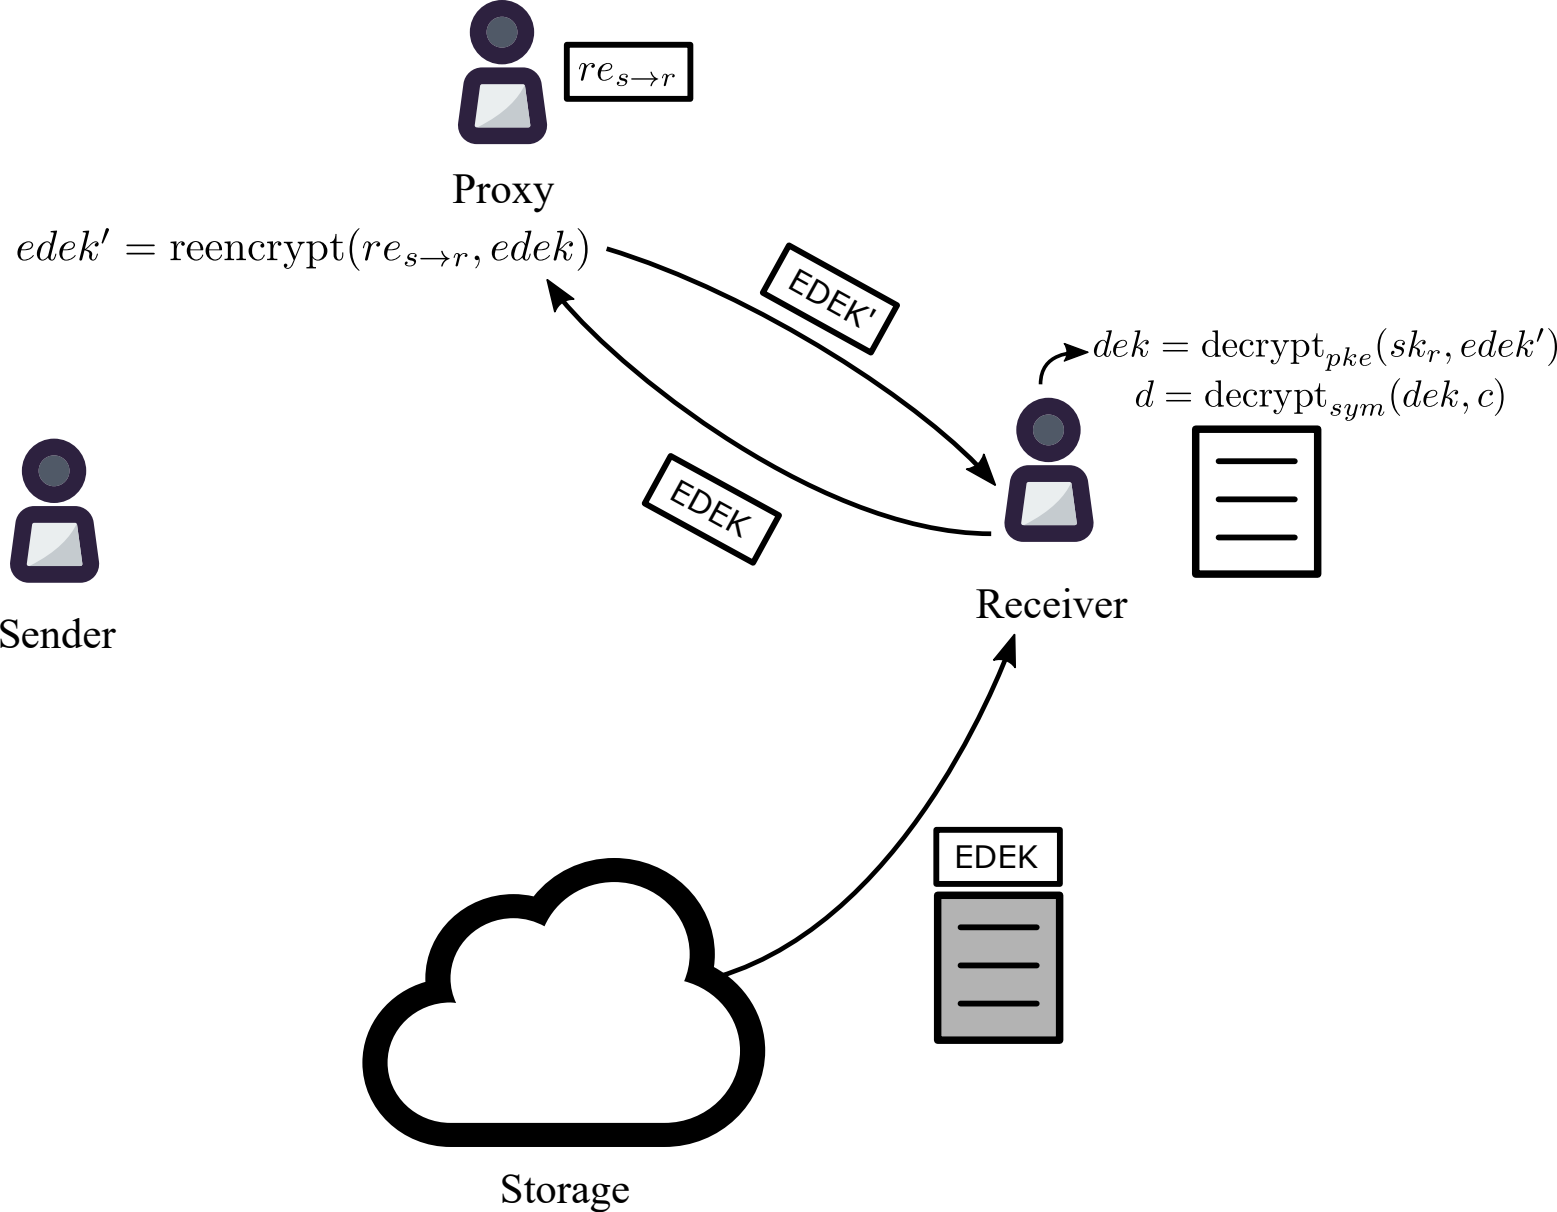 re_{s→r}
Proxy
edek' = reencrypt(re_{s→r}, edek)
EDEK'
dek = decrypt_{pke}(sk_r, edek')
d = decrypt_{sym}(dek, c)
EDEK
Receiver
Sender
EDEK
Storage